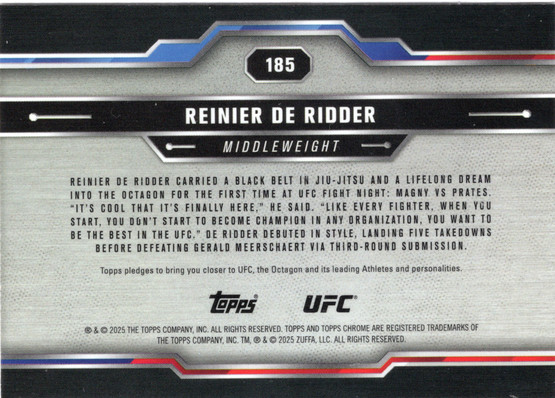 185
REINIER DE RIDDER
MIDDLEWEIGHT
REINIER DE RIDDER CARRIED A BLACK BELT IN JIU-JITSU AND A LIFELONG DREAM
INTO THE OCTAGON FOR THE FIRST TIME AT UFC FIGHT NIGHT: MAGNY VS PRATES.
"IT'S COOL THAT IT'S FINALLY HERE," HE SAID. "LIKE EVERY FIGHTER, WHEN YOU
START, YOU DON'T START TO BECOME CHAMPION IN ANY ORGANIZATION, YOU WANT TO
BE THE BEST IN THE UFC." DE RIDDER DEBUTED IN STYLE, LANDING FIVE TAKEDOWNS
BEFORE DEFEATING GERALD MEERSCHAERT VIA THIRD-ROUND SUBMISSION.
Topps pledges to bring you closer to UFC, the Octagon and its leading Athletes and personalities.
topps UFC
® & © 2025 THE TOPPS COMPANY, INC. ALL RIGHTS RESERVED. TOPPS AND TOPPS CHROME ARE REGISTERED TRADEMARKS OF
THE TOPPS COMPANY, INC. TM, ® & © 2025 ZUFFA, LLC. ALL RIGHTS RESERVED.